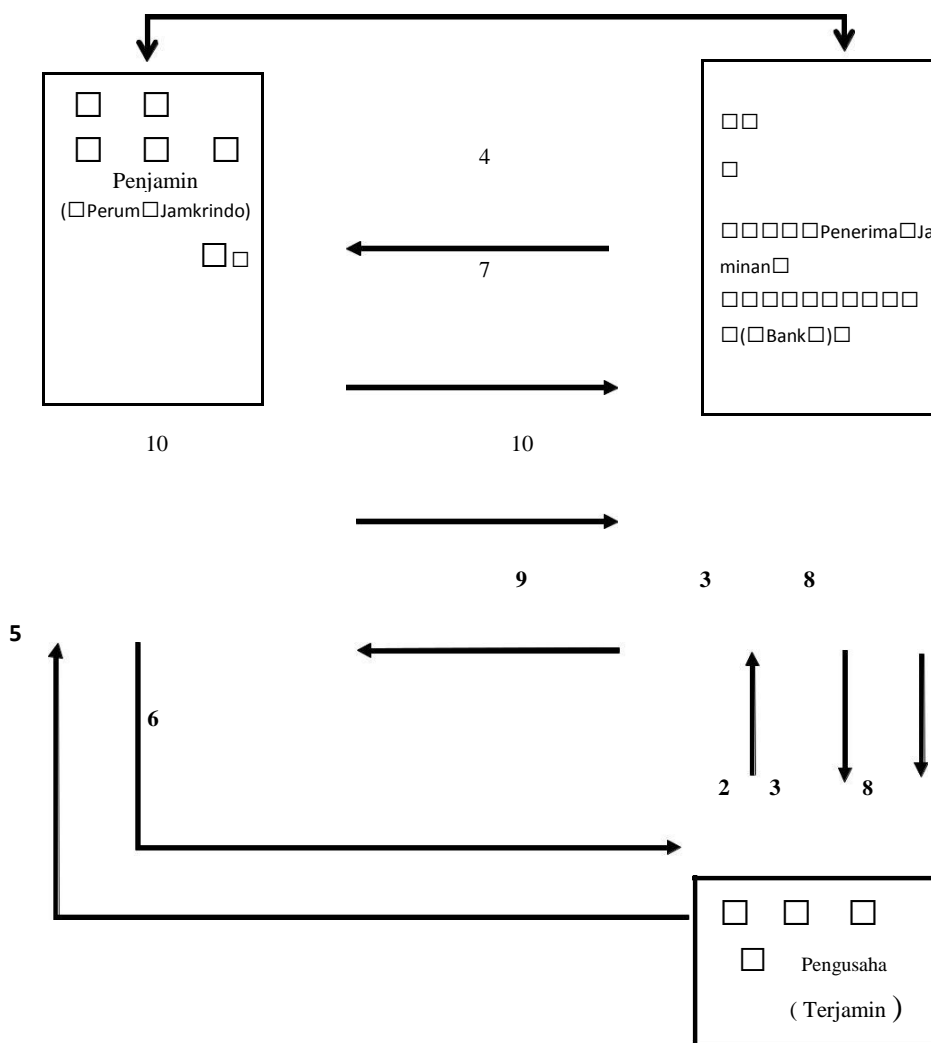 4
Penjamin
(□Perum□Jamkrindo)
□□□□□Penerima□Ja
minan□
□(□Bank□)□
7
10 10
9 3 8
5
6
2 3 8
Pengusaha
( Terjamin )